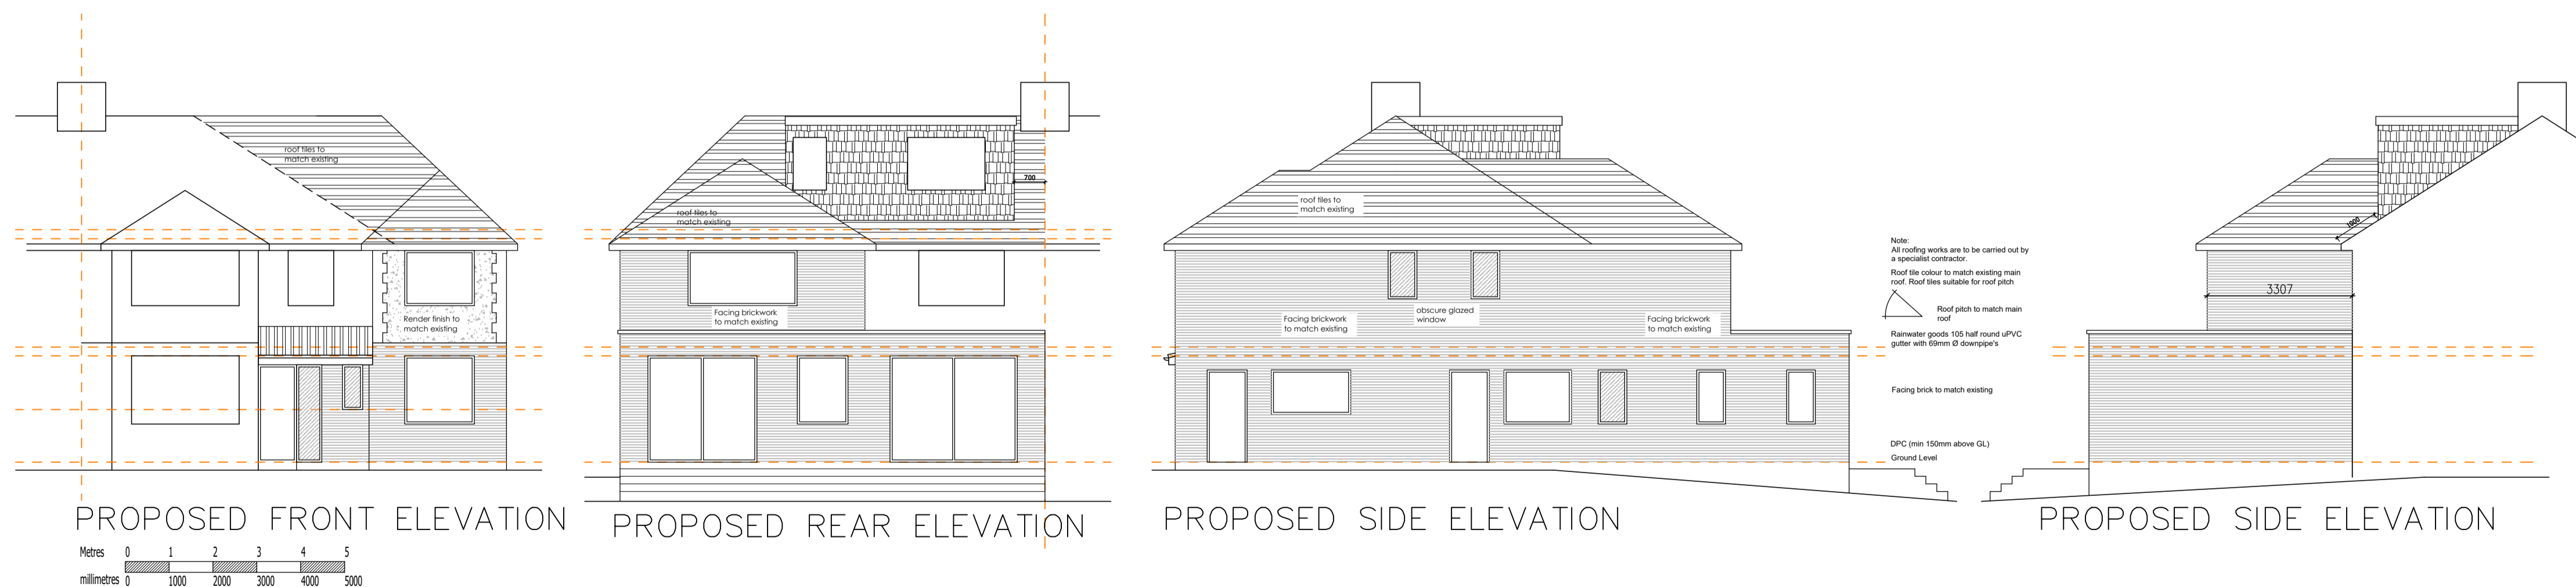 roof tiles to
match existing
Render finish to
match existing
PROPOSED FRONT ELEVATION
Metres 0 1 2 3 4 5
millimetres 0 1000 2000 3000 4000 5000
700
roof tiles to
match existing
Facing brickwork
to match existing
PROPOSED REAR ELEVATION
roof tiles to
match existing
Facing brickwork
to match existing
obscure glazed
window
Facing brickwork
to match existing
PROPOSED SIDE ELEVATION
Note:
All roofing works are to be carried out by
a specialist contractor.
Roof tile colour to match existing main
roof. Roof tiles suitable for roof pitch
Roof pitch to match main
roof
Rainwater goods 105 half round uPVC
gutter with 69mm Ø downpipe's
Facing brick to match existing
DPC (min 150mm above GL)
Ground Level
1000
3307
PROPOSED SIDE ELEVATION